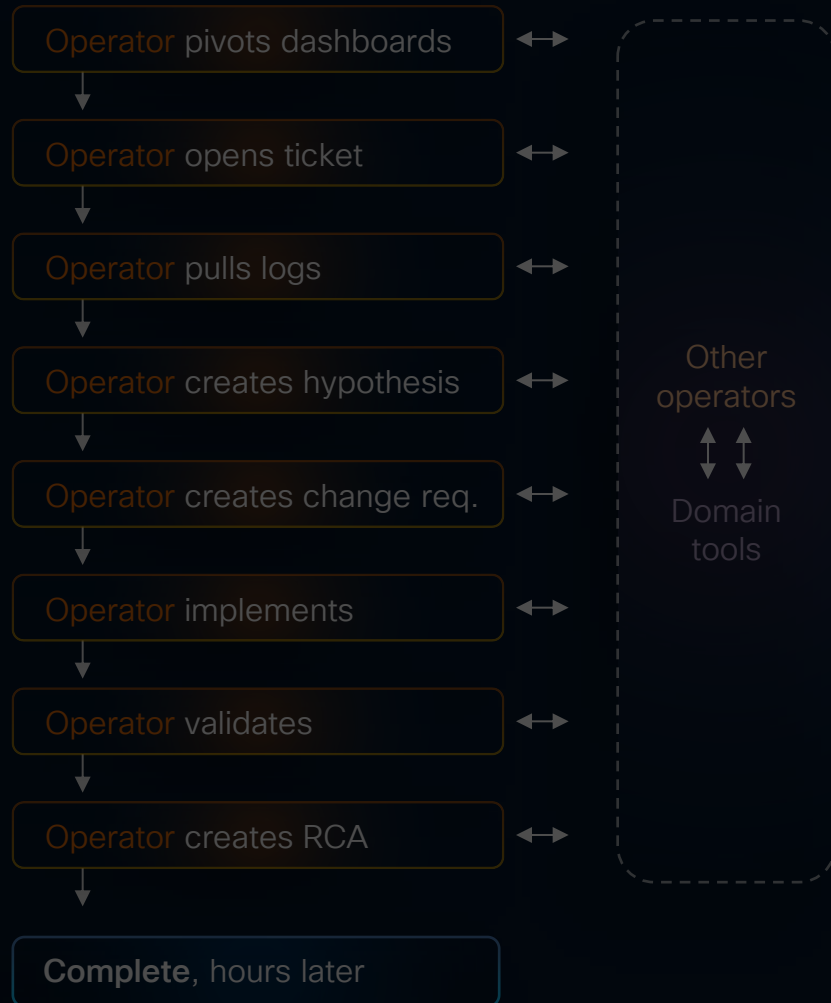 Operator pivots dashboards
Operator opens ticket
Operator pulls logs
Operator creates hypothesis
Operator creates change req.
Operator implements
Operator validates
Operator creates RCA
Complete, hours later
Other
operators
Domain
tools